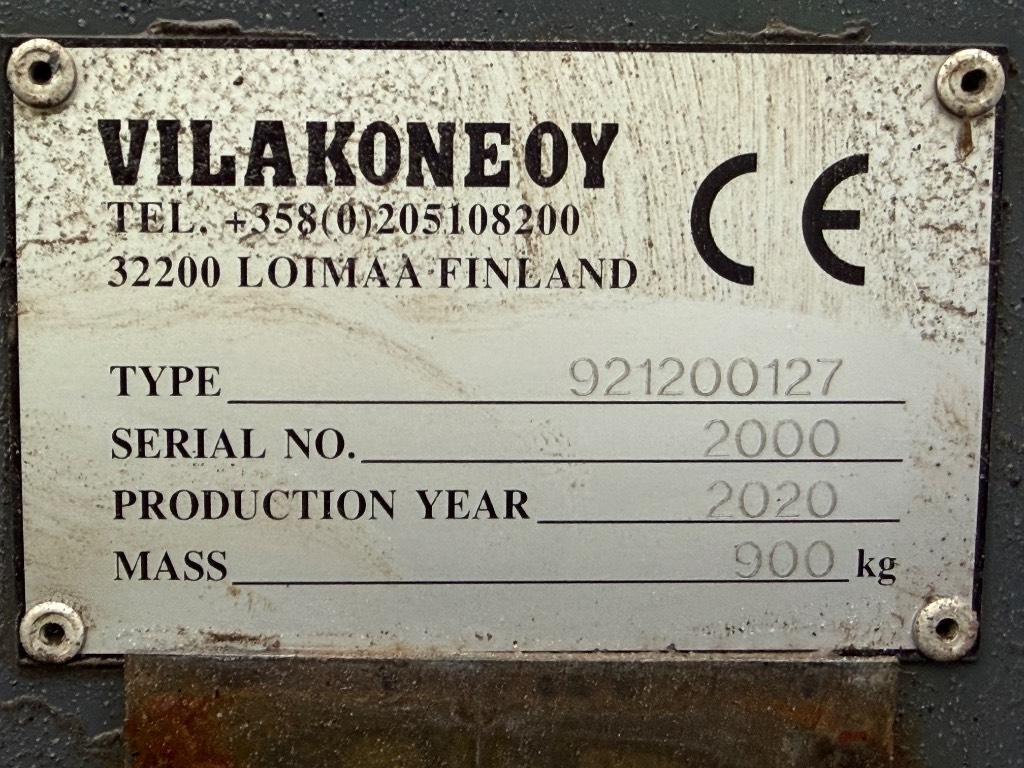 VILAKONE OY
TEL. +358(0)205108200
32200 LOIMAA FINLAND
CE
TYPE 921200127
SERIAL NO. 2000
PRODUCTION YEAR 2020
MASS 900 kg